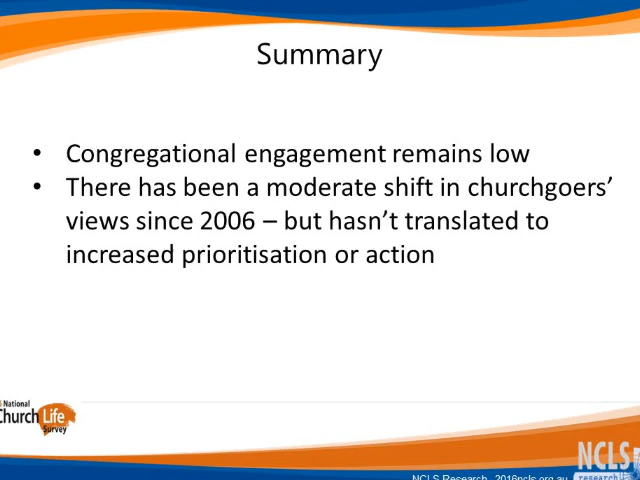 Summary
• Congregational engagement remains low
• There has been a moderate shift in churchgoers’
views since 2006 – but hasn’t translated to
increased prioritisation or action
National
Church Life
Survey
NCLS
research
NCLS Research 2016ncls.org.au